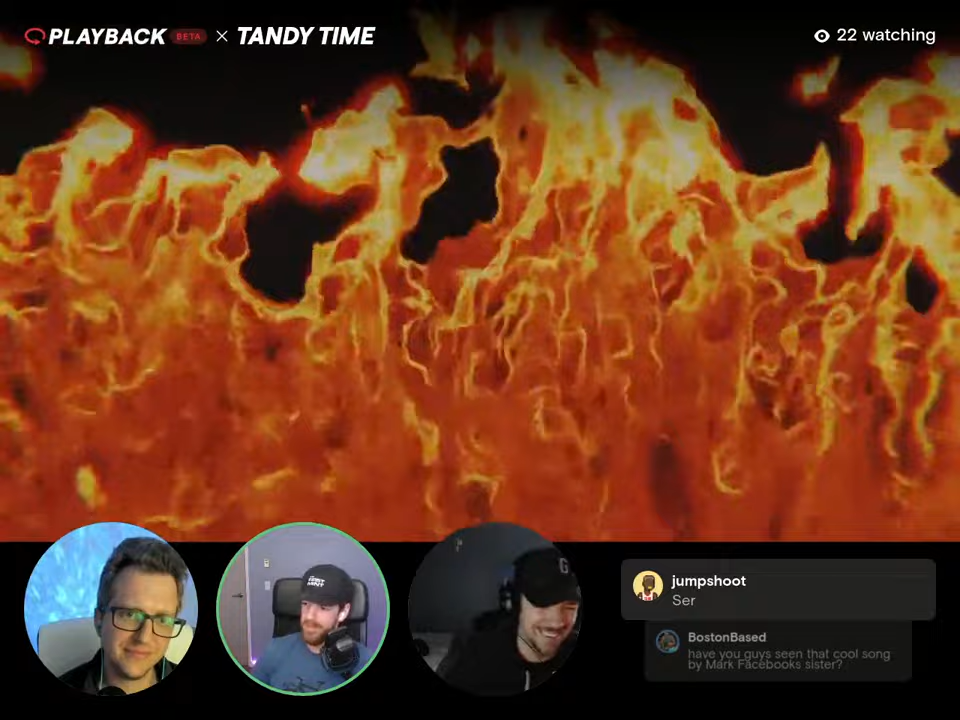 PLAYBACK BETA × TANDY TIME
22 watching
jumpshoot
Ser
BostonBased
have you guys seen that cool song
by Mark Facebooks sister?
G